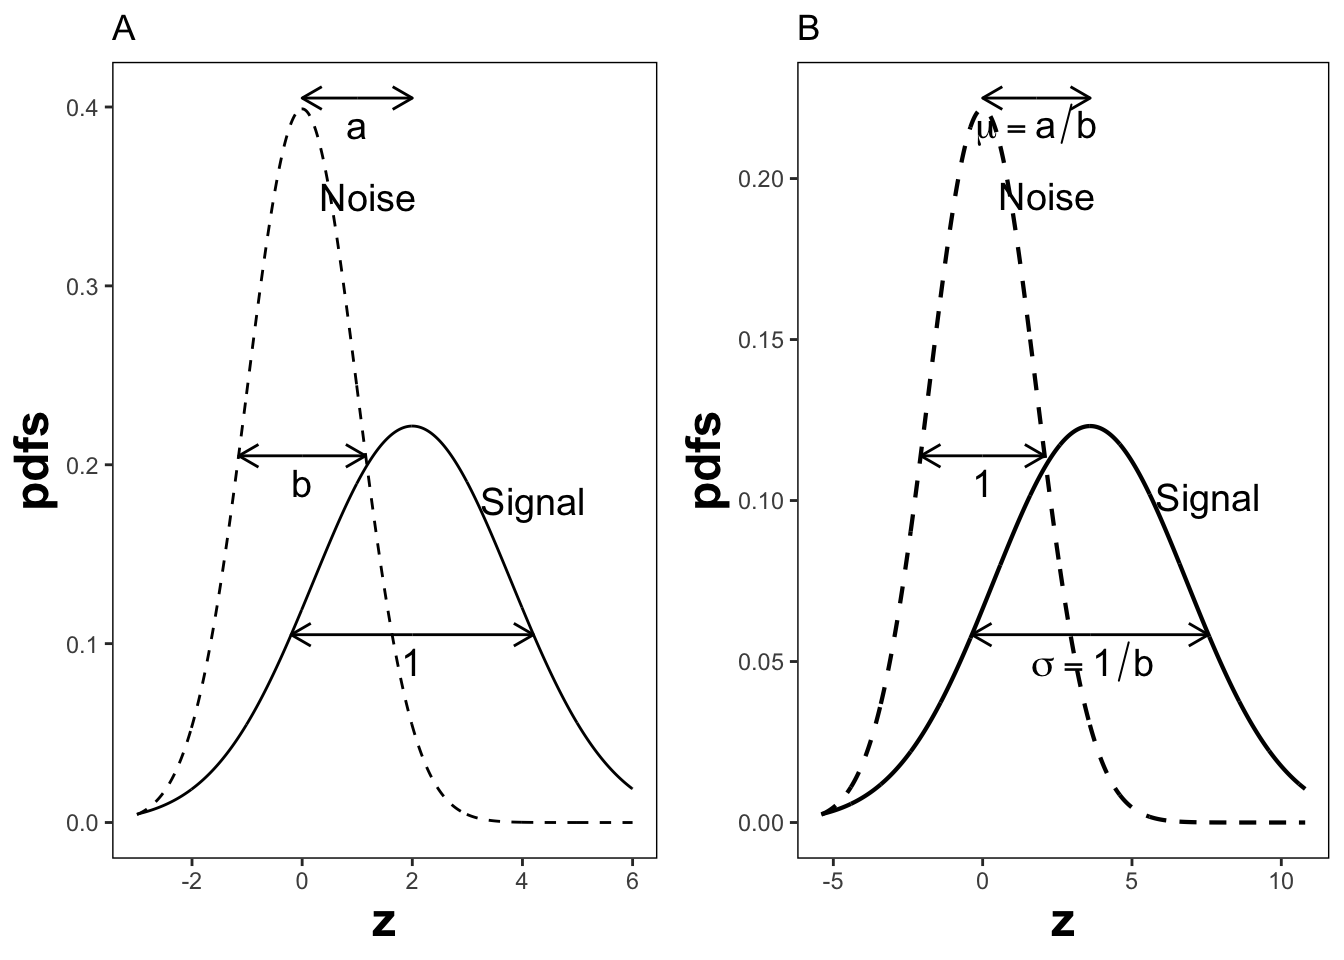 A
pdfs
0.4
0.3
0.2
0.1
0.0
a
Noise
b
Signal
1
-2 0 2 4 6
z
B
pdfs
0.20
0.15
0.10
0.05
0.00
μ = a/b
Noise
1
Signal
σ = 1/b
-5 0 5 10
z